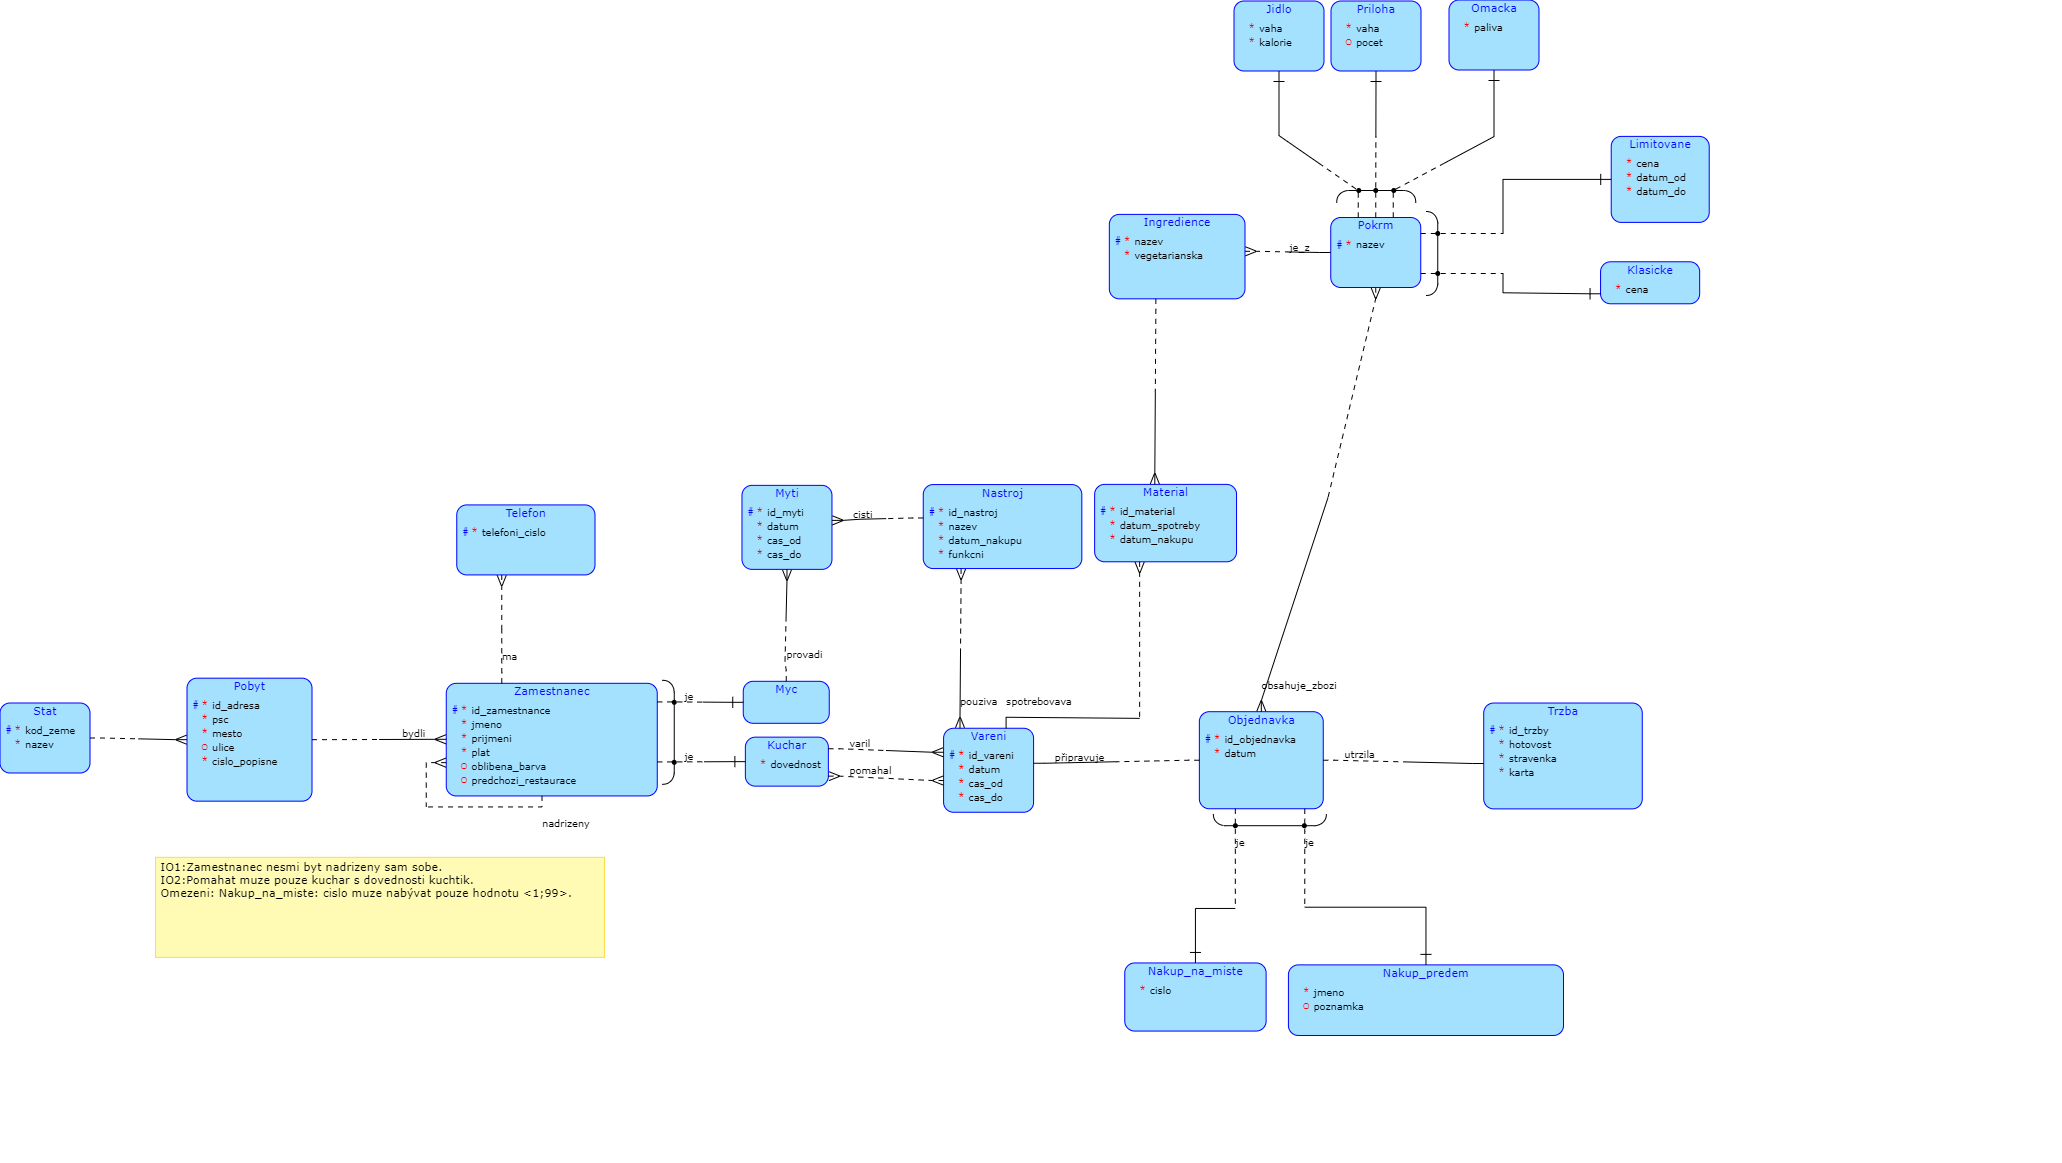 Jidlo
* vaha
* kalorie
Priloha
* vaha
o pocet
Omacka
* paliva
Limitovane
* cena
* datum_od
* datum_do
Ingredience
# * nazev
* vegetarianska
je_z
Pokrm
# * nazev
Klasicke
* cena
Telefon
# * telefoni_cislo
Myti
# * id_myti
* datum
* cas_od
* cas_do
cisti
Nastroj
# * id_nastroj
* nazev
* datum_nakupu
* funkcni
Material
# * id_material
* datum_spotreby
* datum_nakupu
ma
provadi
pouziva
spotrebovava
obsahuje_zbozi
Stat
# * kod_zeme
* nazev
Pobyt
# * id_adresa
* psc
* mesto
o ulice
* cislo_popisne
bydli
Zamestnanec
# * id_zamestnance
* jmeno
* prijmeni
* plat
o oblibena_barva
o predchozi_restaurace
nadrizeny
je
je
Myc
Kuchar
* dovednost
varil
pomahal
Vareni
# * id_vareni
* datum
* cas_od
* cas_do
připravuje
Objednavka
# * id_objednavka
* datum
utrzila
Trzba
# * id_trzby
* hotovost
* stravenka
* karta
je
je
IO1:Zamestnanec nesmi byt nadrizeny sam sobe.
IO2:Pomahat muze pouze kuchar s dovednosti kuchtik.
Omezeni: Nakup_na_miste: cislo muze nabývat pouze hodnotu <1;99>.
Nakup_na_miste
* cislo
Nakup_predem
* jmeno
o poznamka